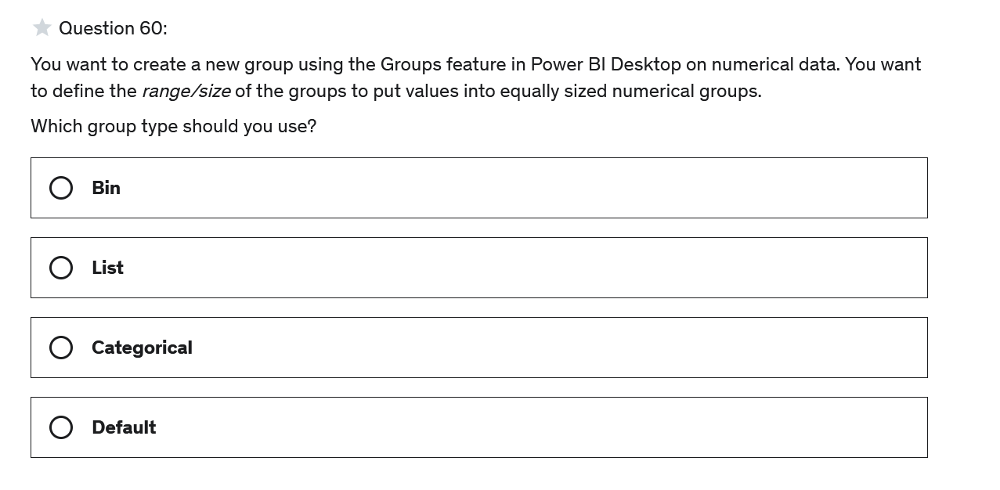 Question 60:
You want to create a new group using the Groups feature in Power BI Desktop on numerical data. You want
to define the range/size of the groups to put values into equally sized numerical groups.
Which group type should you use?
Bin
List
Categorical
Default